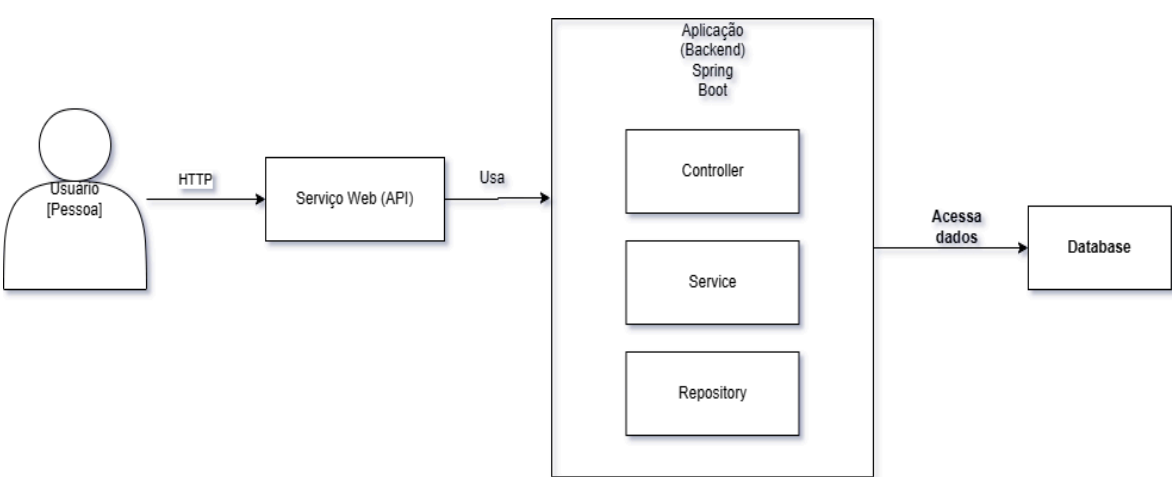 Usuário
[Pessoa]
HTTP
Serviço Web (API)
Usa
Aplicação
(Backend)
Spring
Boot
Controller
Service
Repository
Acessa
dados
Database